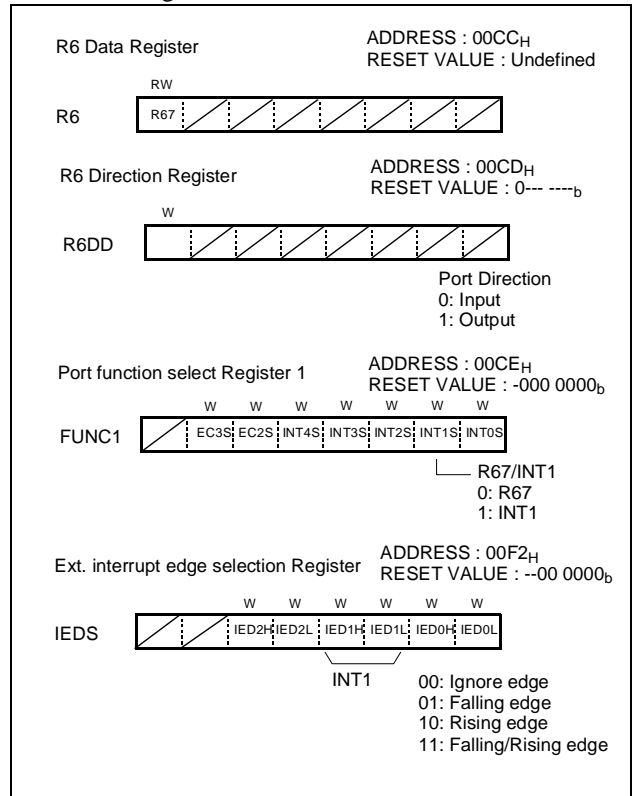 R6 Data Register
ADDRESS : 00CCH
RESET VALUE : Undefined
RW
R6
R67
R6 Direction Register
ADDRESS : 00CDH
RESET VALUE : 0--- ----b
W
R6DD
Port Direction
0: Input
1: Output
Port function select Register 1
ADDRESS : 00CEH
RESET VALUE : -000 0000b
W W W W W W W
FUNC1
EC3S EC2S INT4S INT3S INT2S INT1S INT0S
R67/INT1
0: R67
1: INT1
Ext. interrupt edge selection Register
ADDRESS : 00F2H
RESET VALUE : --00 0000b
W W W W W W
IEDS
IED2H IED2L IED1H IED1L IED0H IED0L
INT1
00: Ignore edge
01: Falling edge
10: Rising edge
11: Falling/Rising edge